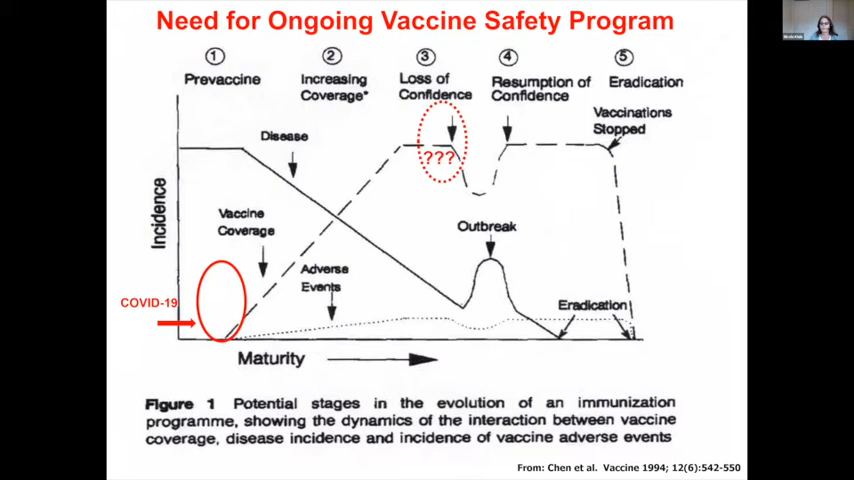 Need for Ongoing Vaccine Safety Program
1 2 3 4 5
Prevaccine Increasing Loss of Resumption of Eradication
Coverage* Confidence Confidence
Vaccinations
Stopped
Disease
???
Vaccine
Coverage
Outbreak
Incidence
Adverse
Events
COVID-19
Eradication
Maturity
Figure 1 Potential stages in the evolution of an immunization
programme, showing the dynamics of the interaction between vaccine
coverage, disease incidence and incidence of vaccine adverse events
From: Chen et al. Vaccine 1994; 12(6):542-550